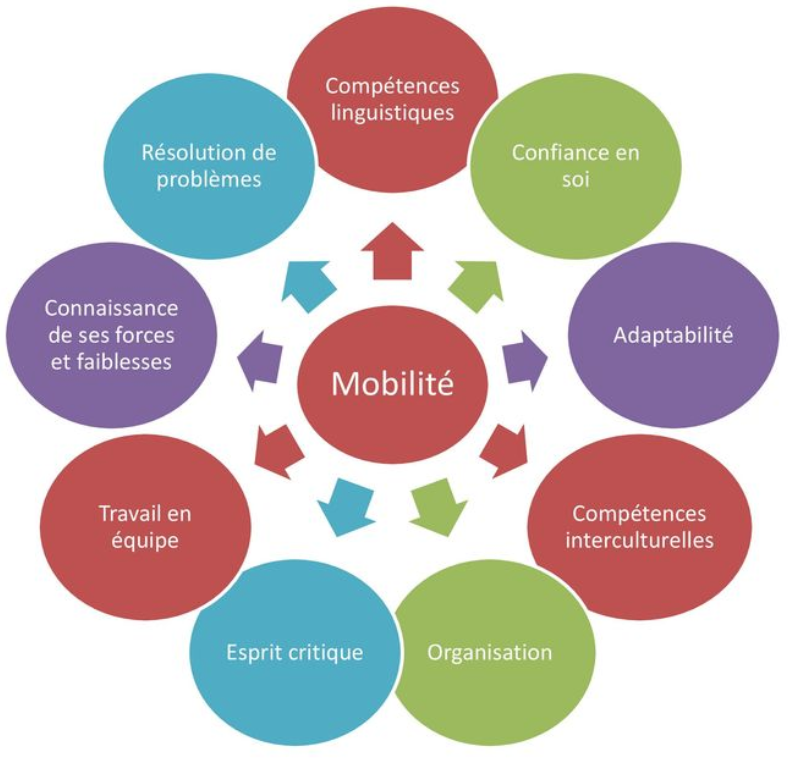 Compétences
linguistiques
Confiance en
soi
Adaptabilité
Compétences
interculturelles
Organisation
Esprit critique
Travail en
équipe
Connaissance
de ses forces
et faiblesses
Résolution de
problèmes
Mobilité